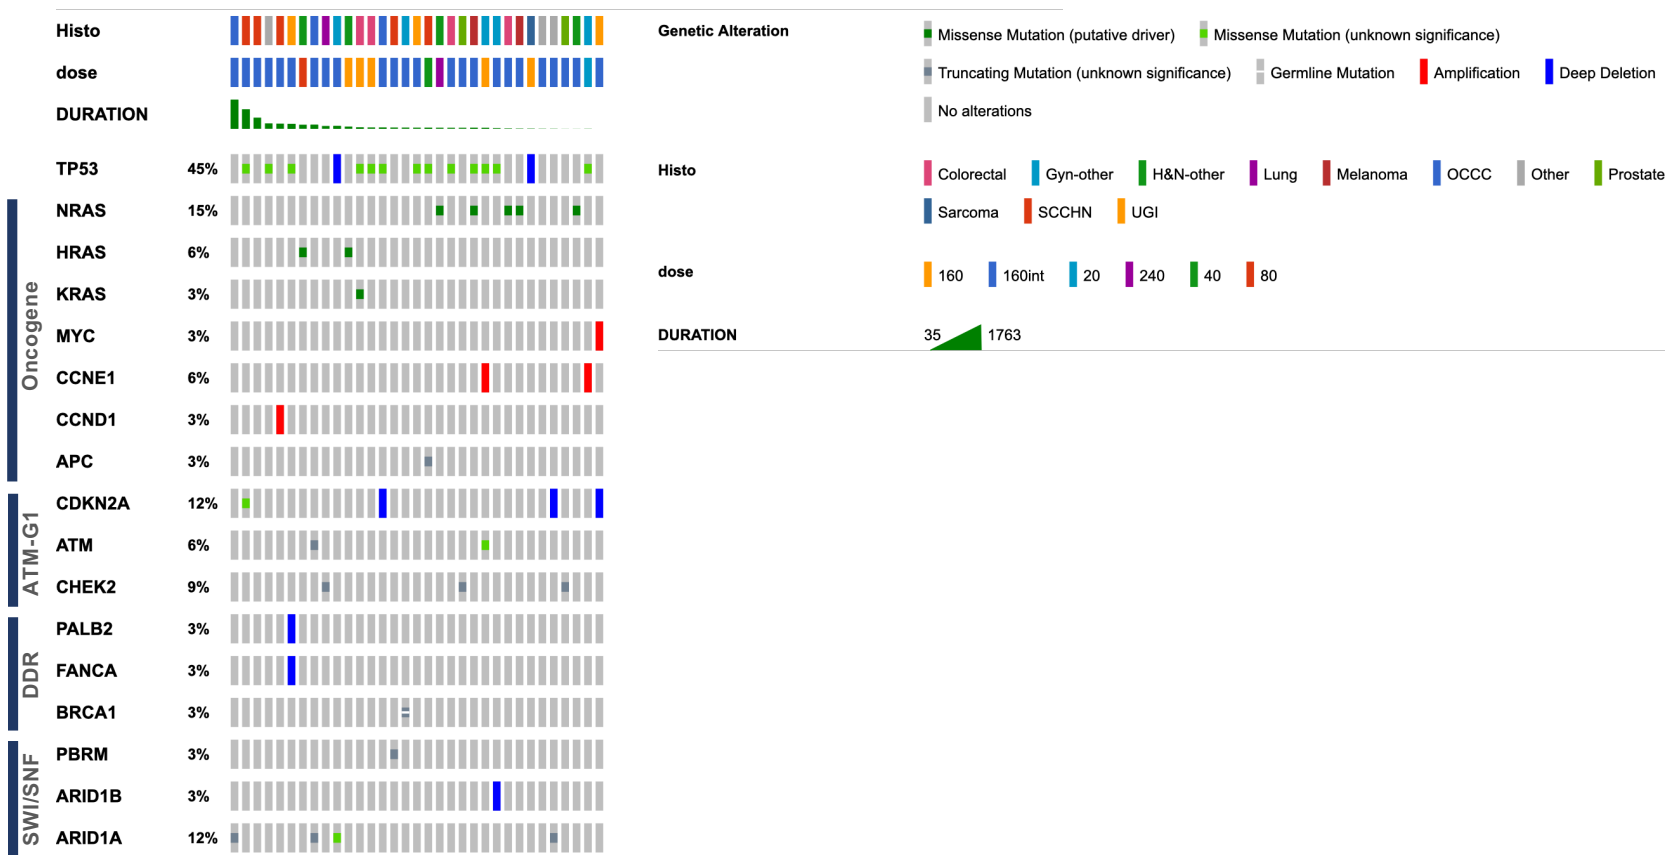 Histo
dose
DURATION
TP53 45%
NRAS 15%
HRAS 6%
KRAS 3%
MYC 3%
CCNE1 6%
CCND1 3%
APC 3%
CDKN2A 12%
ATM 6%
CHEK2 9%
PALB2 3%
FANCA 3%
BRCA1 3%
PBRM 3%
ARID1B 3%
ARID1A 12%
Oncogene
ATM-G1
DDR
SWI/SNF
Genetic Alteration
Missense Mutation (putative driver) Missense Mutation (unknown significance)
Truncating Mutation (unknown significance) Germline Mutation Amplification Deep Deletion
No alterations
Histo
Colorectal Gyn-other H&N-other Lung Melanoma OCCC Other Prostate
Sarcoma SCCHN UGI
dose
160 160int 20 240 40 80
DURATION
35 1763